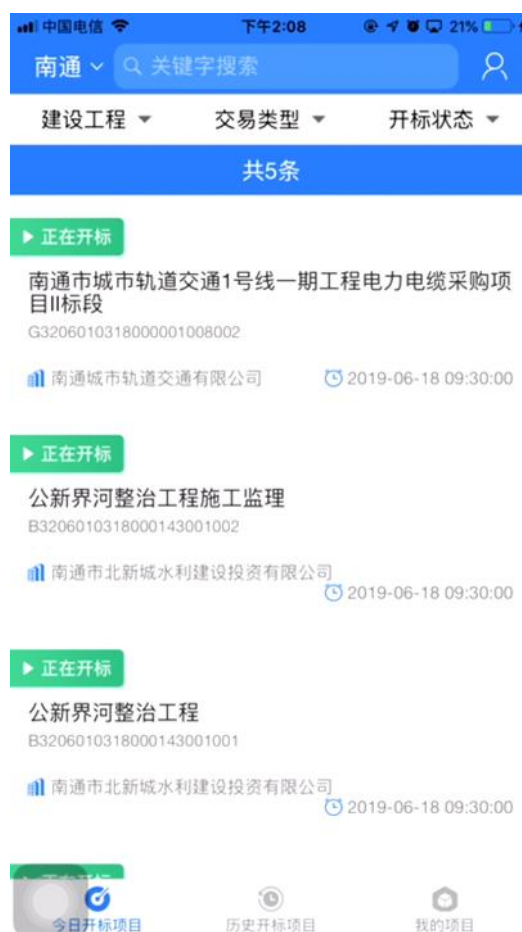 中国电信 下午2:08 21%
南通 关键字搜索
建设工程 交易类型 开标状态
共5条
正在开标
南通市城市轨道交通1号线一期工程电力电缆采购项
目II标段
G3206010318000001008002
南通城市轨道交通有限公司 2019-06-18 09:30:00
正在开标
公新界河整治工程施工监理
B3206010318000143001002
南通市北新城水利建设投资有限公司
2019-06-18 09:30:00
正在开标
公新界河整治工程
B3206010318000143001001
南通市北新城水利建设投资有限公司
2019-06-18 09:30:00
今日开标项目 历史开标项目 我的项目